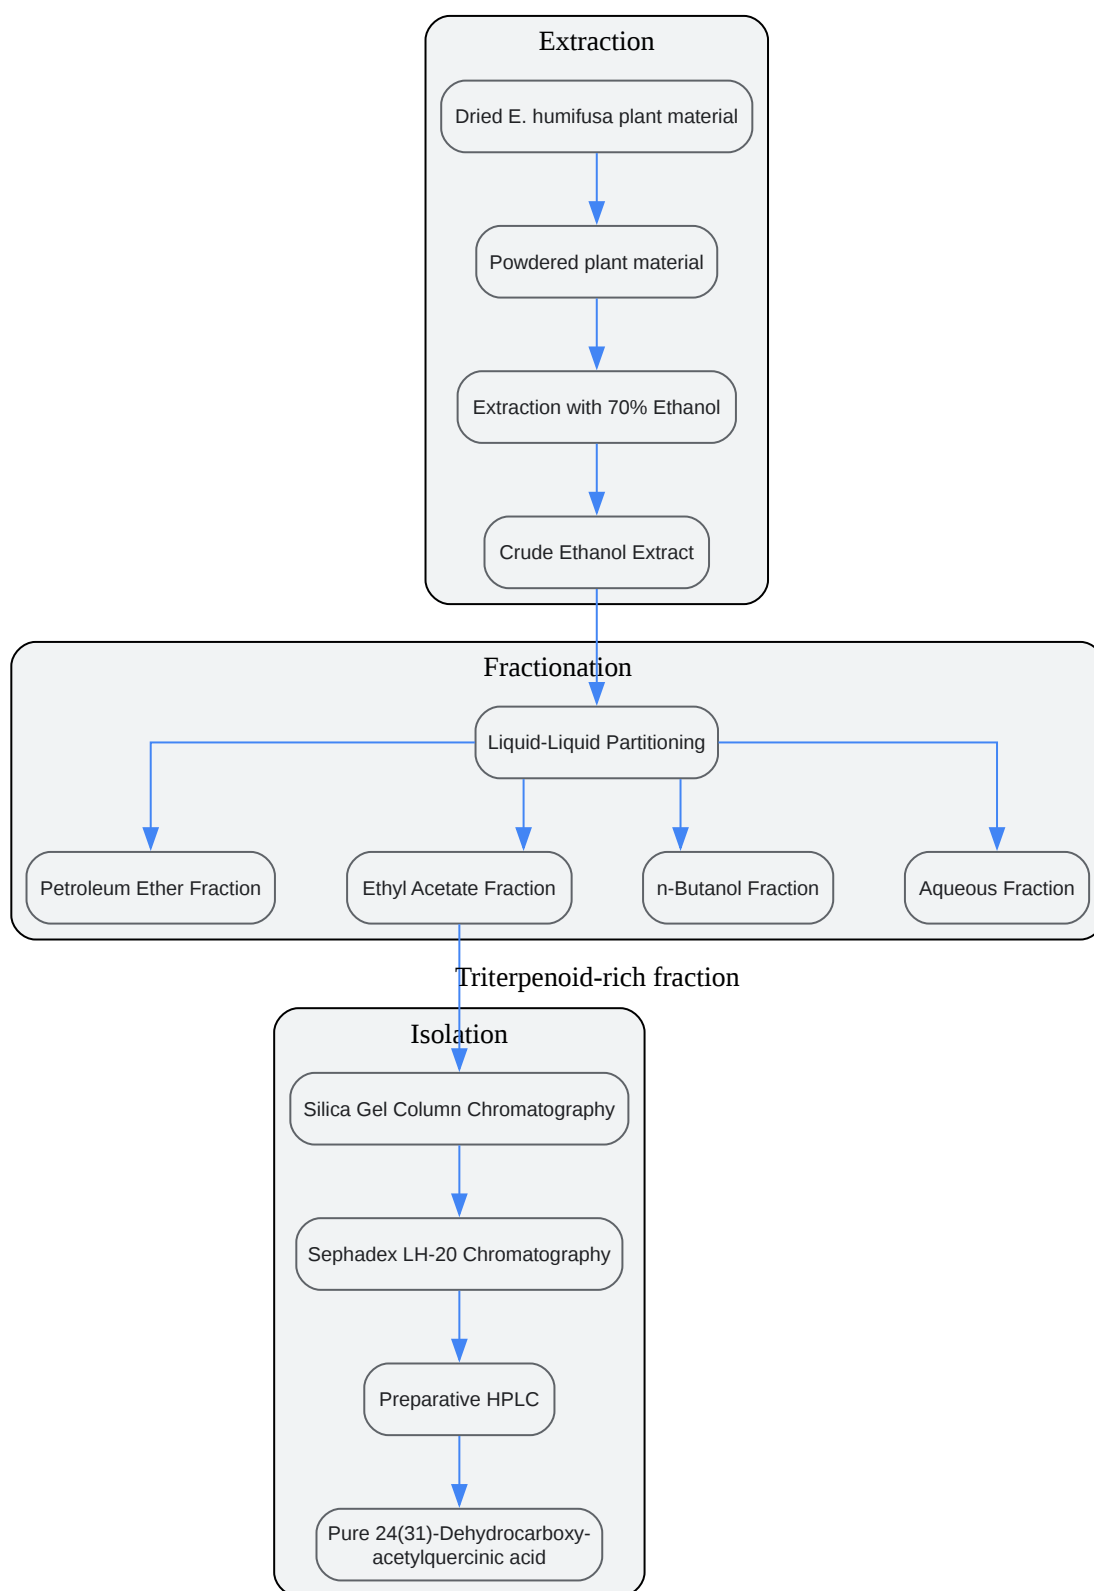 Extraction
Dried E. humifusa plant material
Powdered plant material
Extraction with 70% Ethanol
Crude Ethanol Extract
Fractionation
Liquid-Liquid Partitioning
Petroleum Ether Fraction
Ethyl Acetate Fraction
n-Butanol Fraction
Aqueous Fraction
Triterpenoid-rich fraction
Isolation
Silica Gel Column Chromatography
Sephadex LH-20 Chromatography
Preparative HPLC
Pure 24(31)-Dehydrocarboxy-
acetylquercinic acid